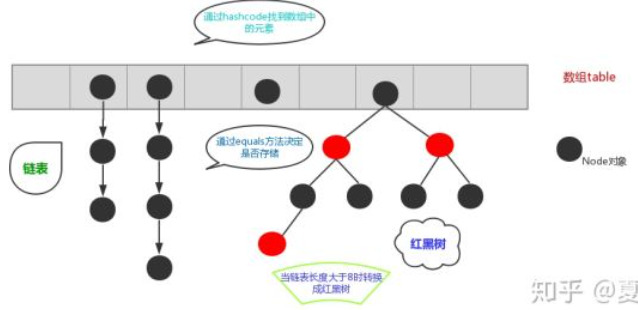 通过hashcode找到数组中
的元素
数组table
通过equals方法决定
是否存储
链表
Node对象
红黑树
当链表长度大于8时转换
成红黑树
知乎 @夏